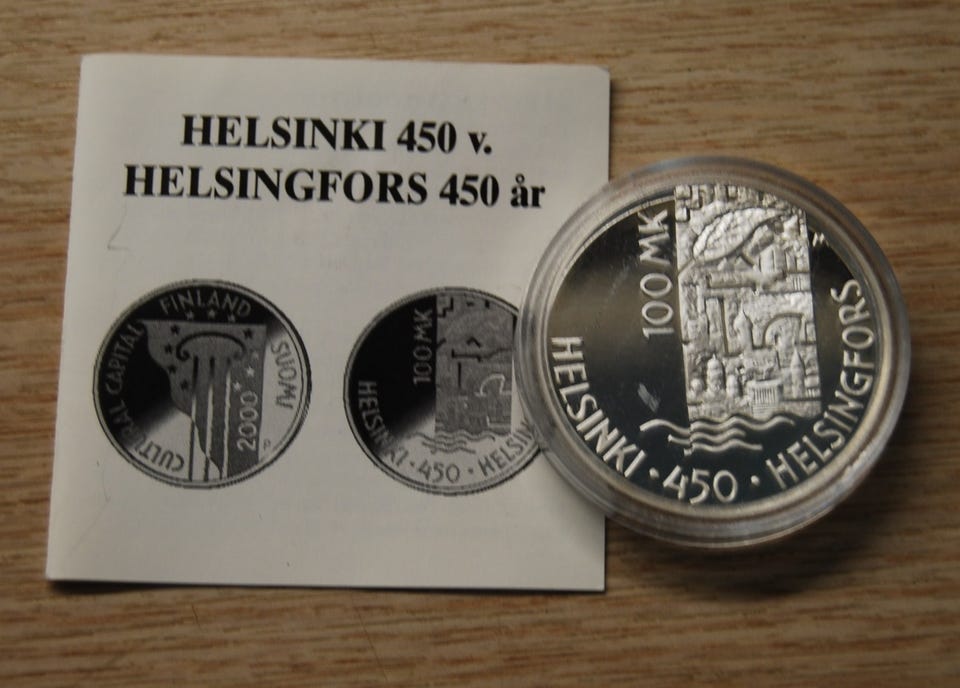 HELSINKI 450 v.
HELSINGFORS 450 år
CULTURAL CAPITAL
FINLAND
SUOMI
2000
P
100 MK
HELSINKI · 450 · HELSIN
100 MK
HELSINKI · 450 · HELSINGFORS